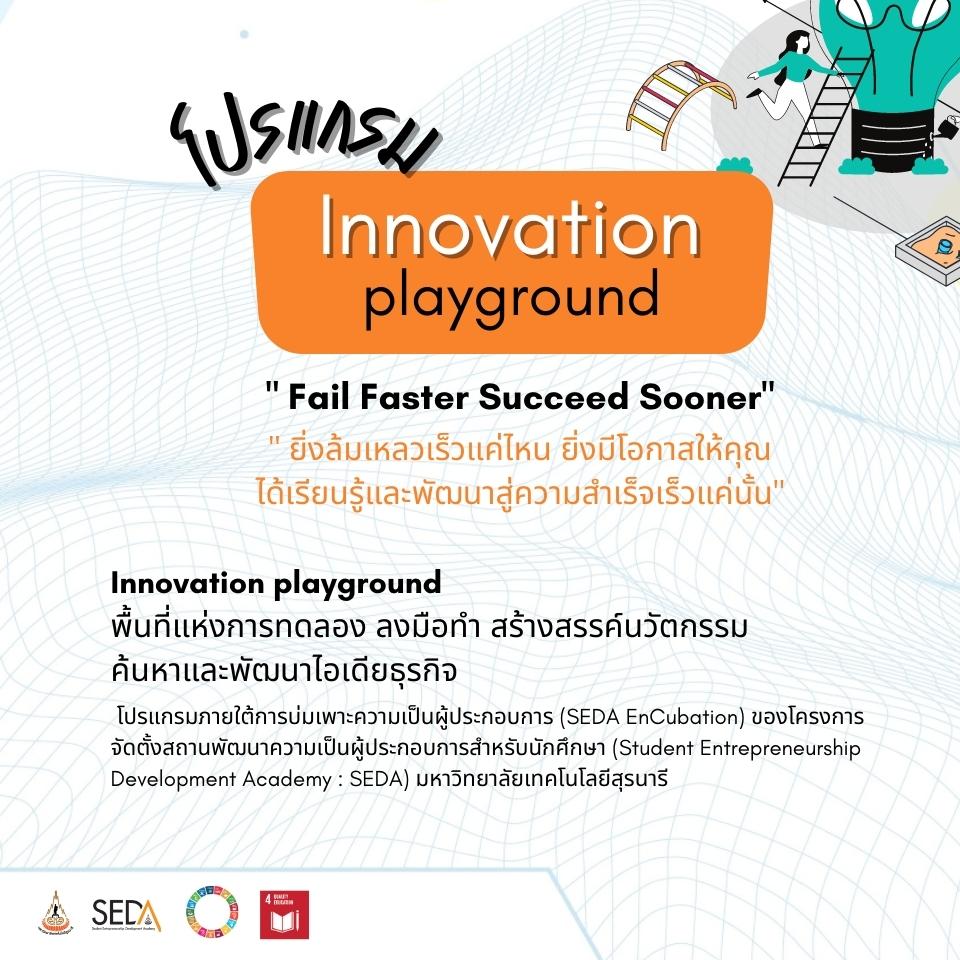 โปรแกรม
Innovation
playground
" Fail Faster Succeed Sooner"
" ยิ่งล้มเหลวเร็วแค่ไหน ยิ่งมีโอกาสให้คุณ
ได้เรียนรู้และพัฒนาสู่ความสำเร็จเร็วแค่นั้น"
Innovation playground
พื้นที่แห่งการทดลอง ลงมือทำ สร้างสรรค์นวัตกรรม
ค้นหาและพัฒนาไอเดียธุรกิจ
โปรแกรมภายใต้การบ่มเพาะความเป็นผู้ประกอบการ (SEDA EnCubation) ของโครงการ
จัดตั้งสถานพัฒนาความเป็นผู้ประกอบการสำหรับนักศึกษา (Student Entrepreneurship
Development Academy : SEDA) มหาวิทยาลัยเทคโนโลยีสุรนารี
SEDA
Student Entrepreneurship Development Academy
4 QUALITY
EDUCATION